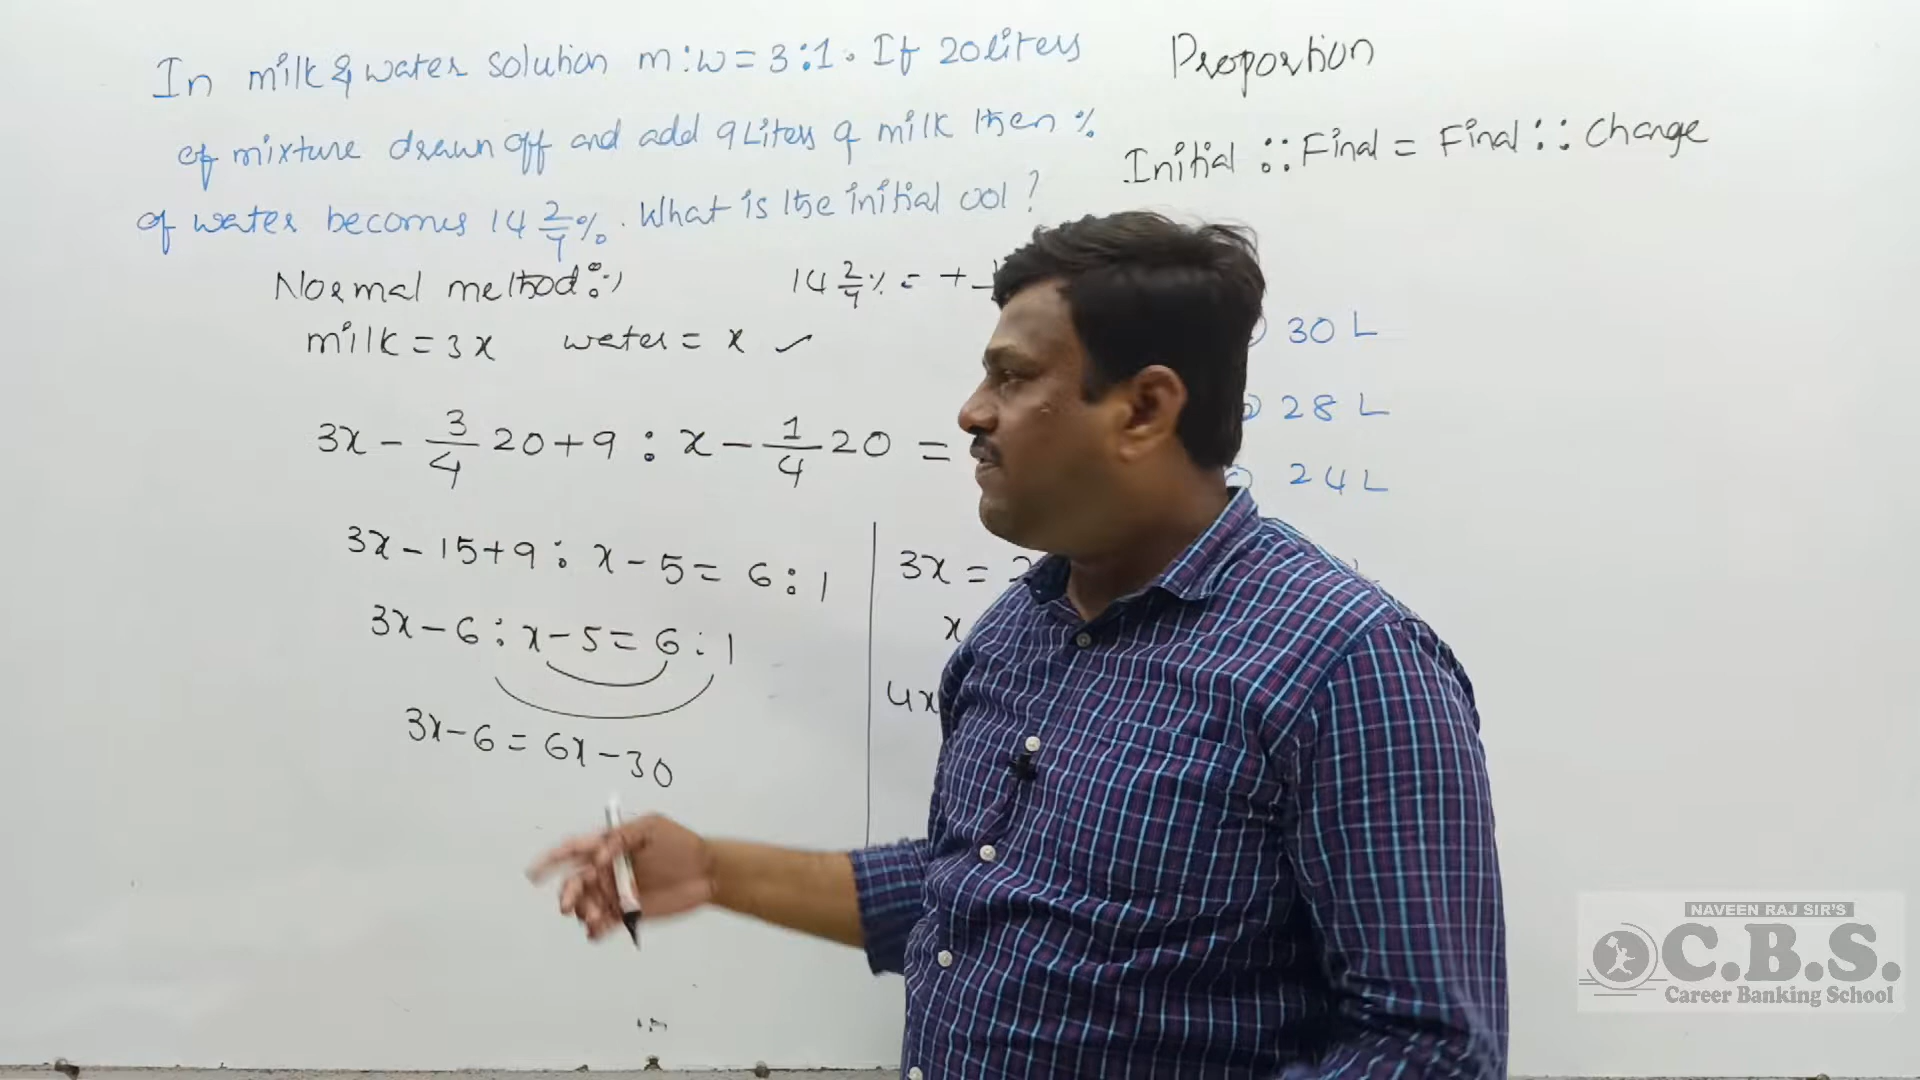 In milk & water solution m:w = 3:1. If 20 liters
of mixture drawn off and add 9 Liters of milk then %
of water becomes 14 2/7 %. What is the initial vol?
Proportion
Initial :: Final = Final :: Change
Normal method:-)
14 2/7 % = +
milk = 3x water = x ✓
3x - 3/4 20 + 9 : x - 1/4 20 =
3x - 15 + 9 : x - 5 = 6 : 1
3x - 6 : x - 5 = 6 : 1
3x - 6 = 6x - 30
3x = 2
x
4x
30 L
28 L
24 L
NAVEEN RAJ SIR'S
C.B.S.
Career Banking School